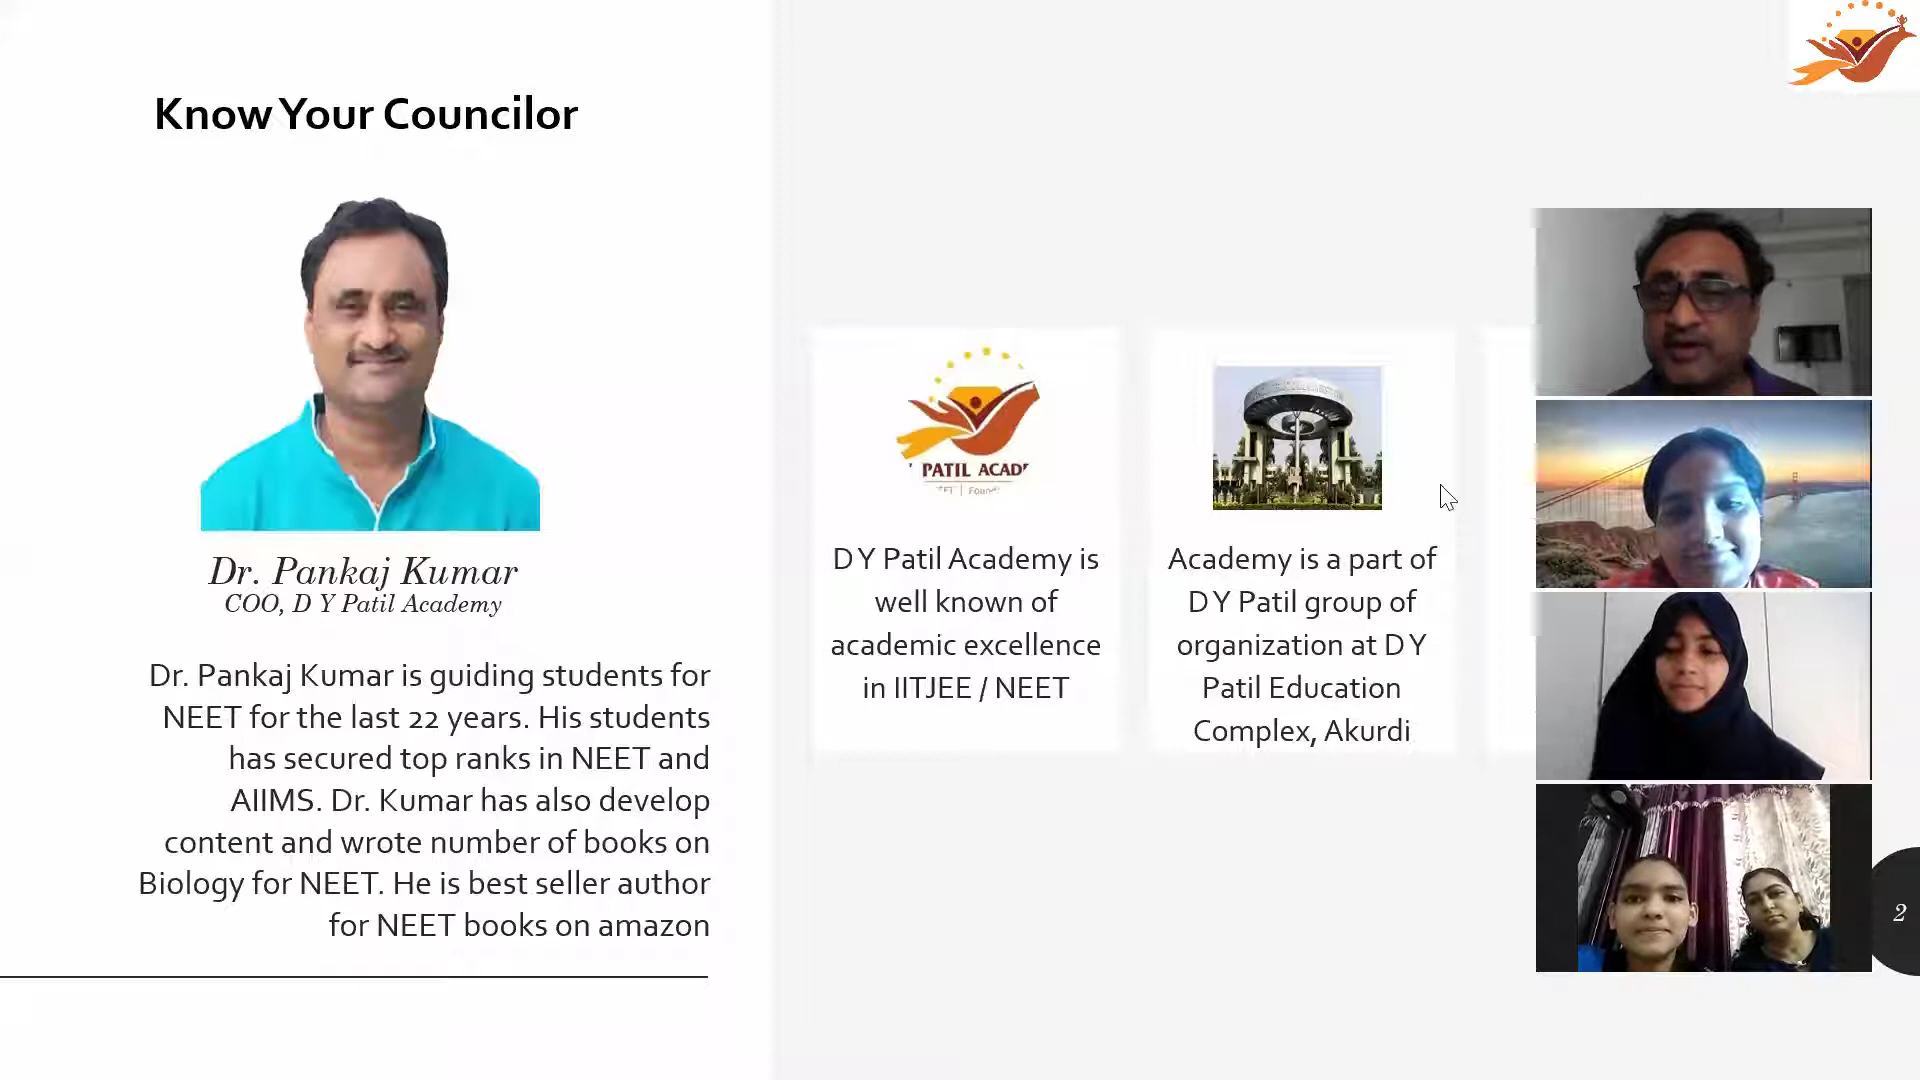 Know Your Councilor
Dr. Pankaj Kumar
COO, D Y Patil Academy
Dr. Pankaj Kumar is guiding students for
NEET for the last 22 years. His students
has secured top ranks in NEET and
AIIMS. Dr. Kumar has also develop
content and wrote number of books on
Biology for NEET. He is best seller author
for NEET books on amazon
PATIL ACAD
D Y Patil Academy is
well known of
academic excellence
in IITJEE / NEET
Academy is a part of
D Y Patil group of
organization at D Y
Patil Education
Complex, Akurdi
2